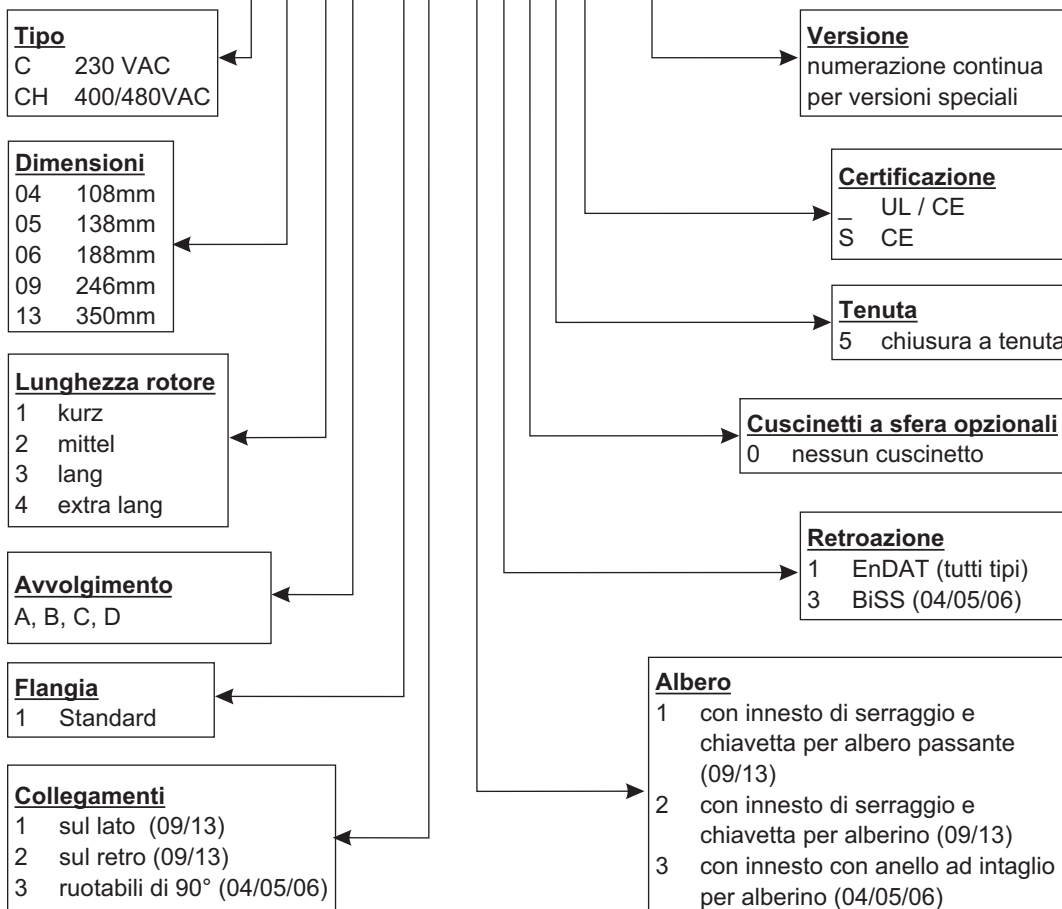 Tipo
C 230 VAC
CH 400/480VAC
Dimensioni
04 108mm
05 138mm
06 188mm
09 246mm
13 350mm
Lunghezza rotore
1 kurz
2 mittel
3 lang
4 extra lang
Avvolgimento
A, B, C, D
Flangia
1 Standard
Collegamenti
1 sul lato (09/13)
2 sul retro (09/13)
3 ruotabili di 90° (04/05/06)
Versione
numerazione continua
per versioni speciali
Certificazione
_ UL / CE
S CE
Tenuta
5 chiusura a tenuta
Cuscinetti a sfera opzionali
0 nessun cuscinetto
Retroazione
1 EnDAT (tutti tipi)
3 BiSS (04/05/06)
Albero
1 con innesto di serraggio e
chiavetta per albero passante
(09/13)
2 con innesto di serraggio e
chiavetta per alberino (09/13)
3 con innesto con anello ad intaglio
per alberino (04/05/06)